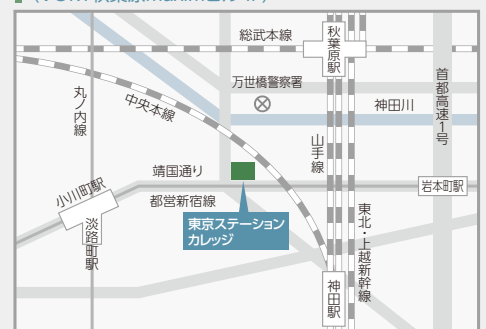 総武本線
秋葉原駅
万世橋警察署
首都高速1号
丸ノ内線
中央本線
神田川
山手線
靖国通り
小川町駅
都営新宿線
岩本町駅
淡路町駅
東京ステーション
カレッジ
東北・上越新幹線
神田駅